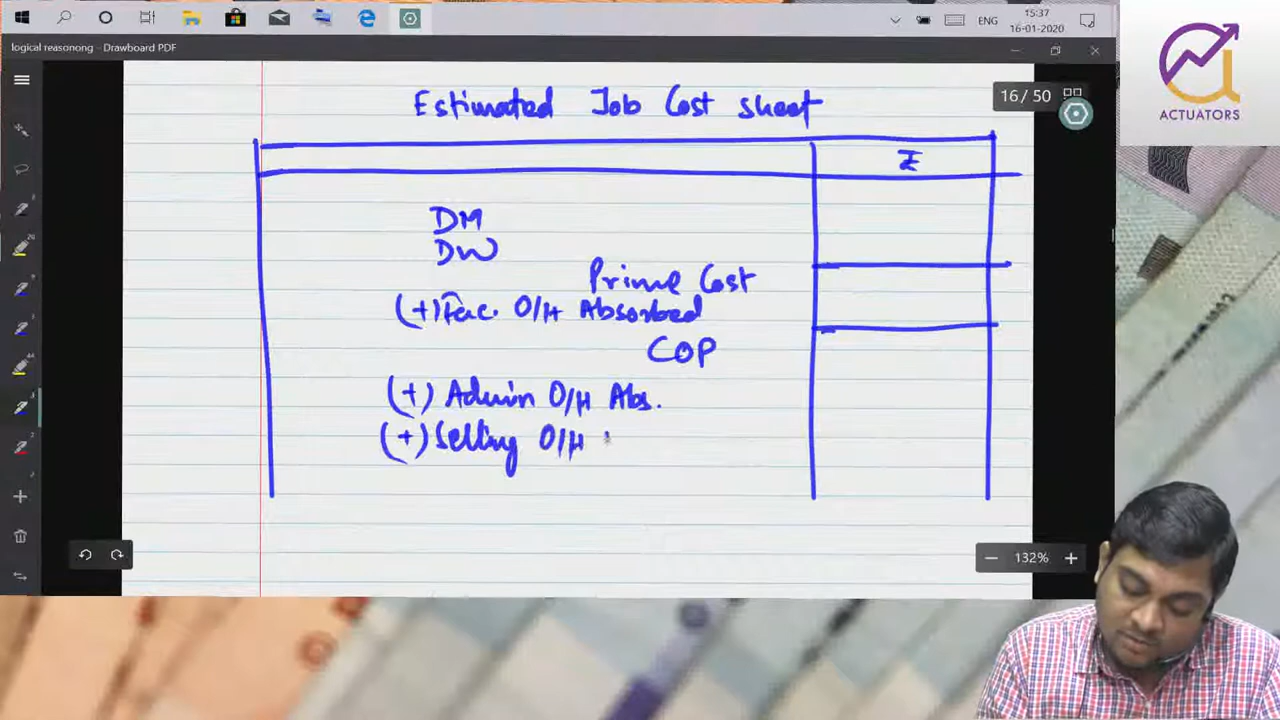 15:37
ENG
16-01-2020
logical reasonong - Drawboard PDF
16 / 50
ACTUATORS
Estimated Job Cost sheet
₹
DM
DW
Prime Cost
(+) Fac. O/H Absorbed
COP
(+) Admin O/H Abs.
(+) Selling O/H
132%